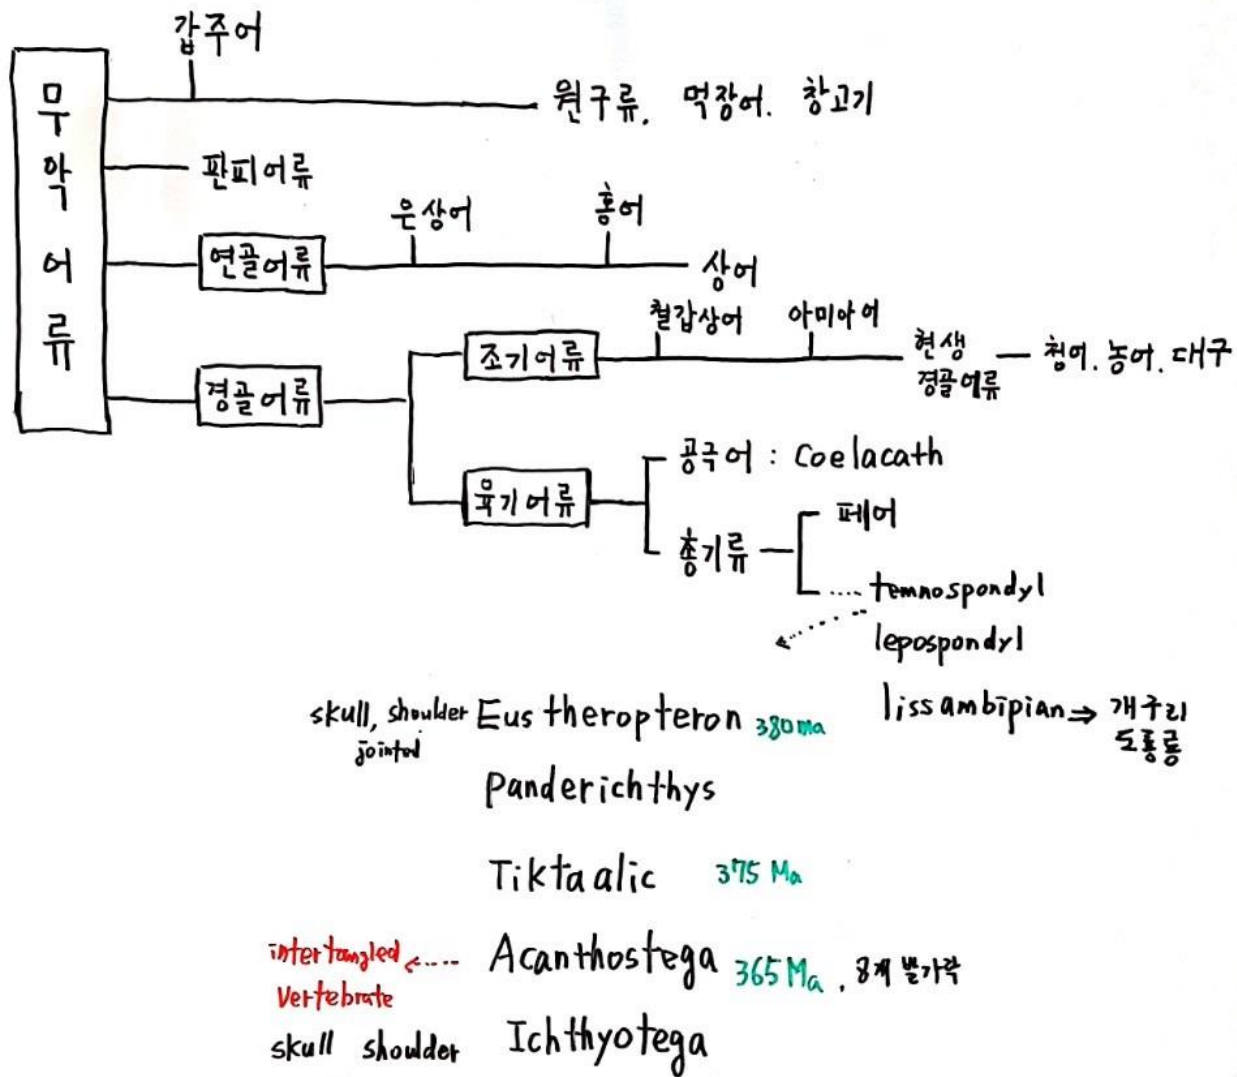 갑주어
무악어류
원구류, 먹장어. 창고기
판피어류
은상어
홍어
연골어류
상어
철갑상어
아미아어
조기어류
현생
경골어류
청어. 농어. 대구
경골어류
육기어류
공극어 : Coelacath
총기류
페어
temnospondyl
lepospondyl
lissambipian ⇒ 개구리
도롱뇽
skull, shoulder
jointed
Eustheropteron 380ma
Panderichthys
Tiktaalic 375 Ma
intertangled
Vertebrate
Acanthostega 365 Ma, 8개 발가락
skull shoulder Ichthyotega